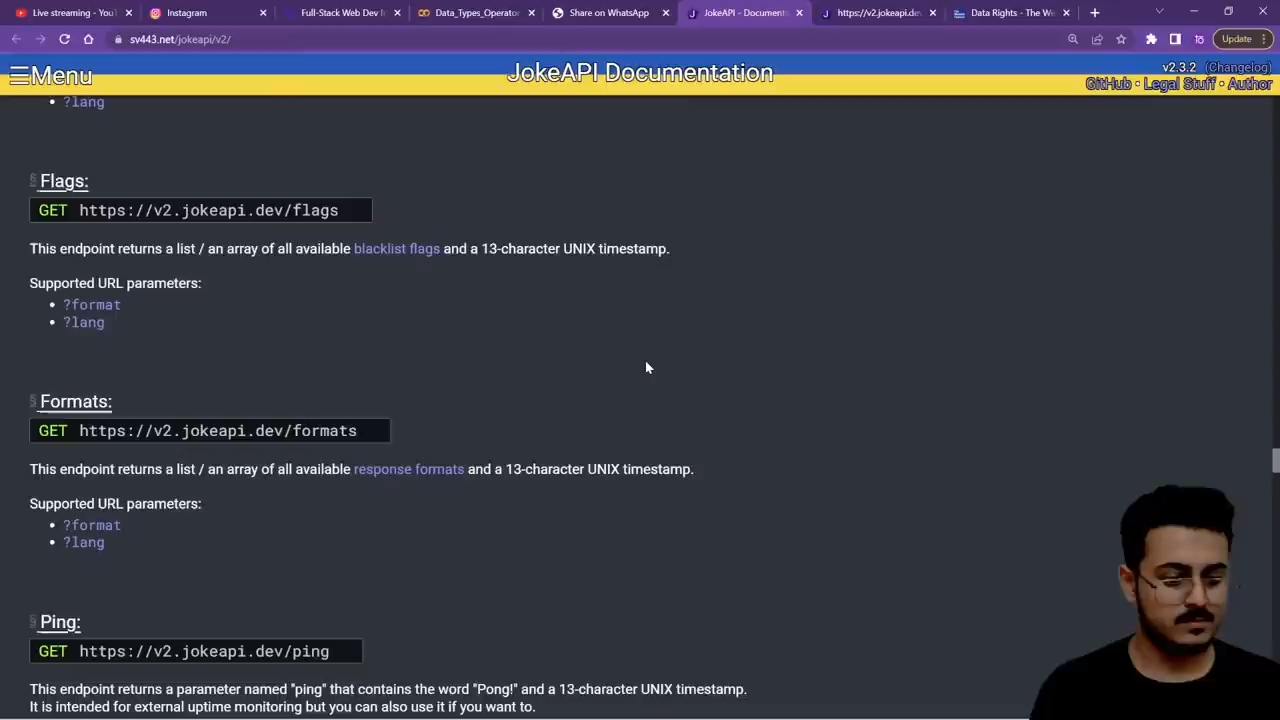 Live streaming - You
Instagram
Full-Stack Web Dev I
Data_Types_Operator
Share on WhatsApp
JokeAPI - Document
https://v2.jokeapi.de
Data Rights - The W
sv443.net/jokeapi/v2/
Update
Menu
JokeAPI Documentation
v2.3.2 (Changelog)
GitHub • Legal Stuff • Author
?lang
§ Flags:
GET https://v2.jokeapi.dev/flags
This endpoint returns a list / an array of all available blacklist flags and a 13-character UNIX timestamp.
Supported URL parameters:
• ?format
• ?lang
§ Formats:
GET https://v2.jokeapi.dev/formats
This endpoint returns a list / an array of all available response formats and a 13-character UNIX timestamp.
Supported URL parameters:
• ?format
• ?lang
§ Ping:
GET https://v2.jokeapi.dev/ping
This endpoint returns a parameter named "ping" that contains the word "Pong!" and a 13-character UNIX timestamp.
It is intended for external uptime monitoring but you can also use it if you want to.